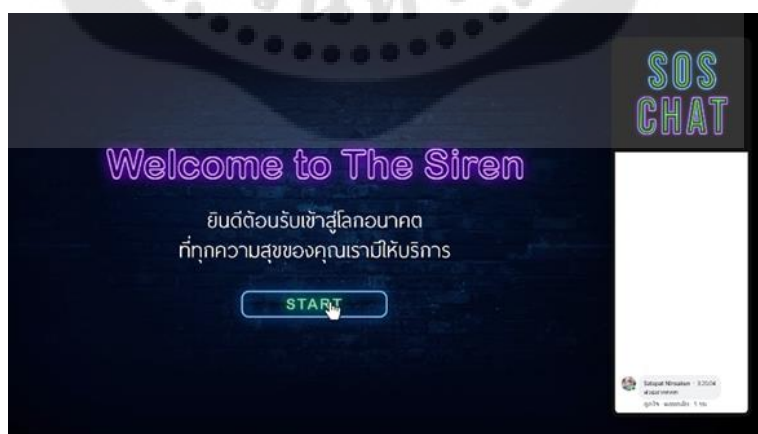 SOS
CHAT
Welcome to The Siren
ยินดีต้อนรับเข้าสู่โลกอนาคต
ที่ทุกความสุขของคุณเรามีให้บริการ
START